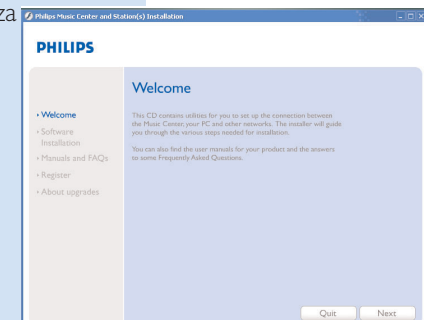 za
Philips Music Center and Station(s) Installation
PHILIPS
Welcome
Welcome
Software
Installation
Manuals and FAQs
Register
About upgrades
This CD contains utilities for you to set up the connection between
the Music Center, your PC and other networks. The installer will guide
you through the various steps needed for installation.
You can also find the user manuals for your product and the answers
to some Frequently Asked Questions.
Quit
Next